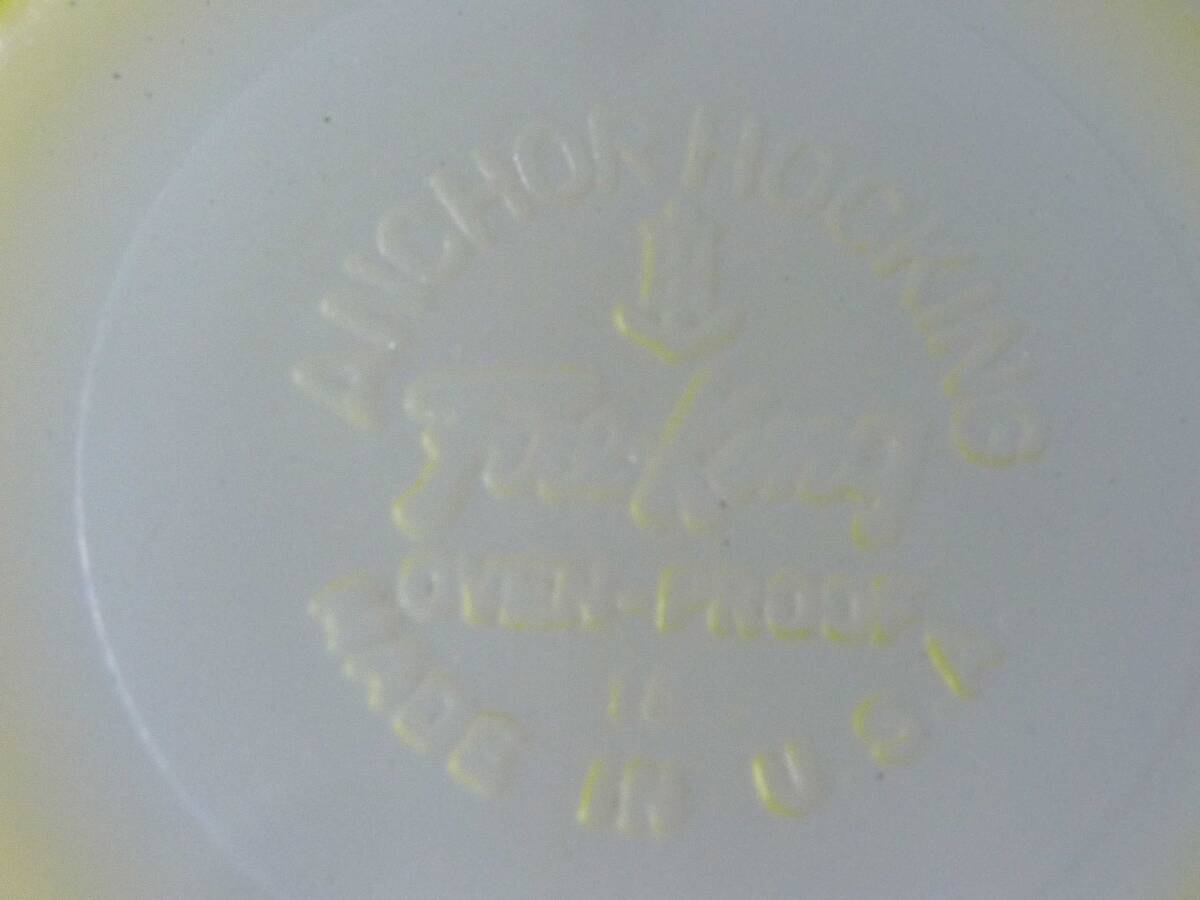 ANCHOR HOCKING
Fire King
OVEN-PROOF
MADE IN U S A